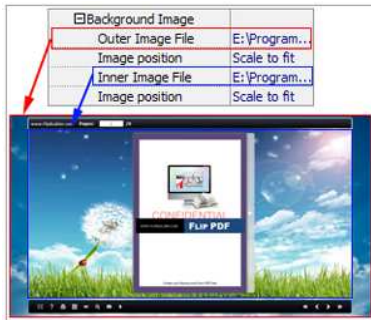 Background Image
Outer Image File E:\Program...
Image position Scale to fit
Inner Image File E:\Program...
Image position Scale to fit
CONFIDENTIAL
FLIP PDF